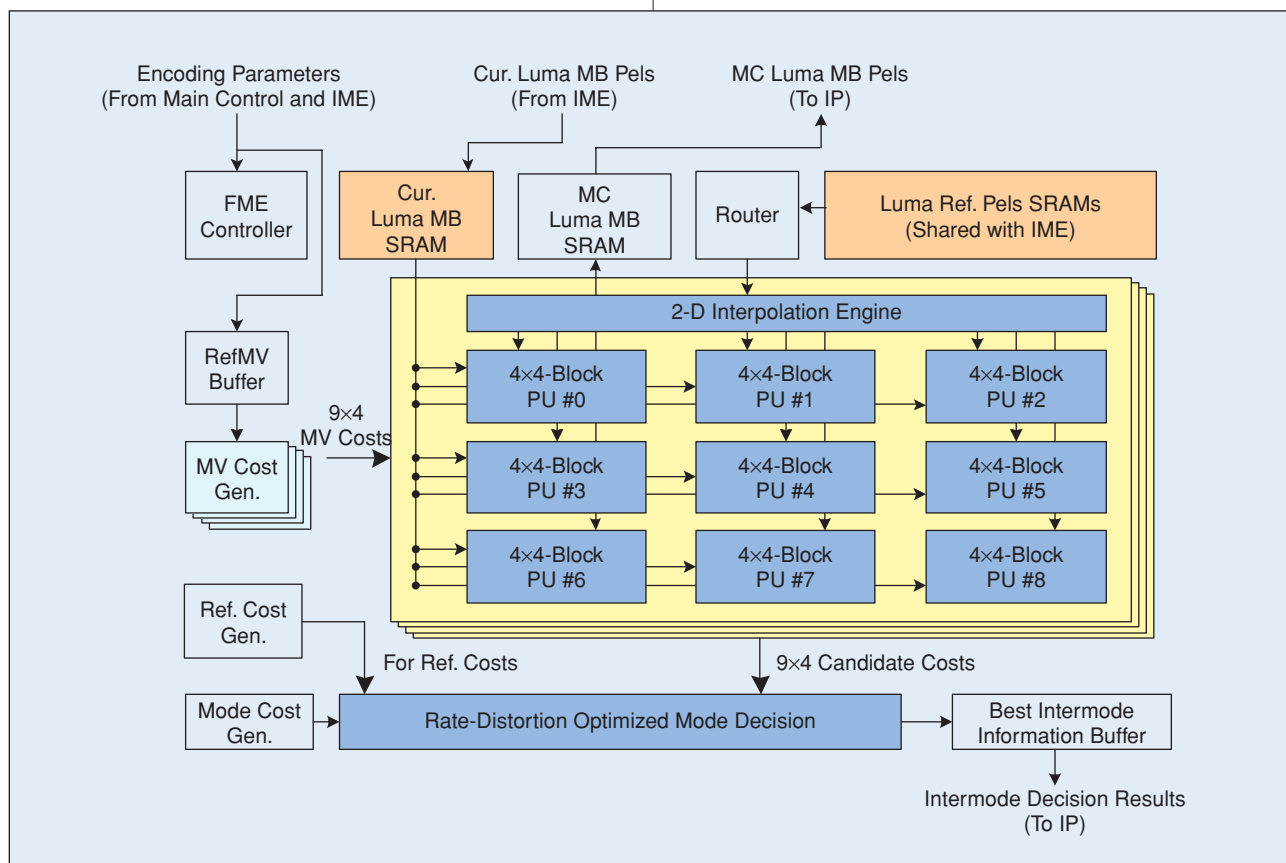 Encoding Parameters
(From Main Control and IME)
Cur. Luma MB Pels
(From IME)
MC Luma MB Pels
(To IP)
FME
Controller
Cur.
Luma MB
SRAM
MC
Luma MB
SRAM
Router
Luma Ref. Pels SRAMs
(Shared with IME)
2-D Interpolation Engine
RefMV
Buffer
4×4-Block
PU #0
4×4-Block
PU #1
4×4-Block
PU #2
9×4
MV Costs
MV Cost
Gen.
4×4-Block
PU #3
4×4-Block
PU #4
4×4-Block
PU #5
4×4-Block
PU #6
4×4-Block
PU #7
4×4-Block
PU #8
Ref. Cost
Gen.
For Ref. Costs
9×4 Candidate Costs
Mode Cost
Gen.
Rate-Distortion Optimized Mode Decision
Best Intermode
Information Buffer
Intermode Decision Results
(To IP)